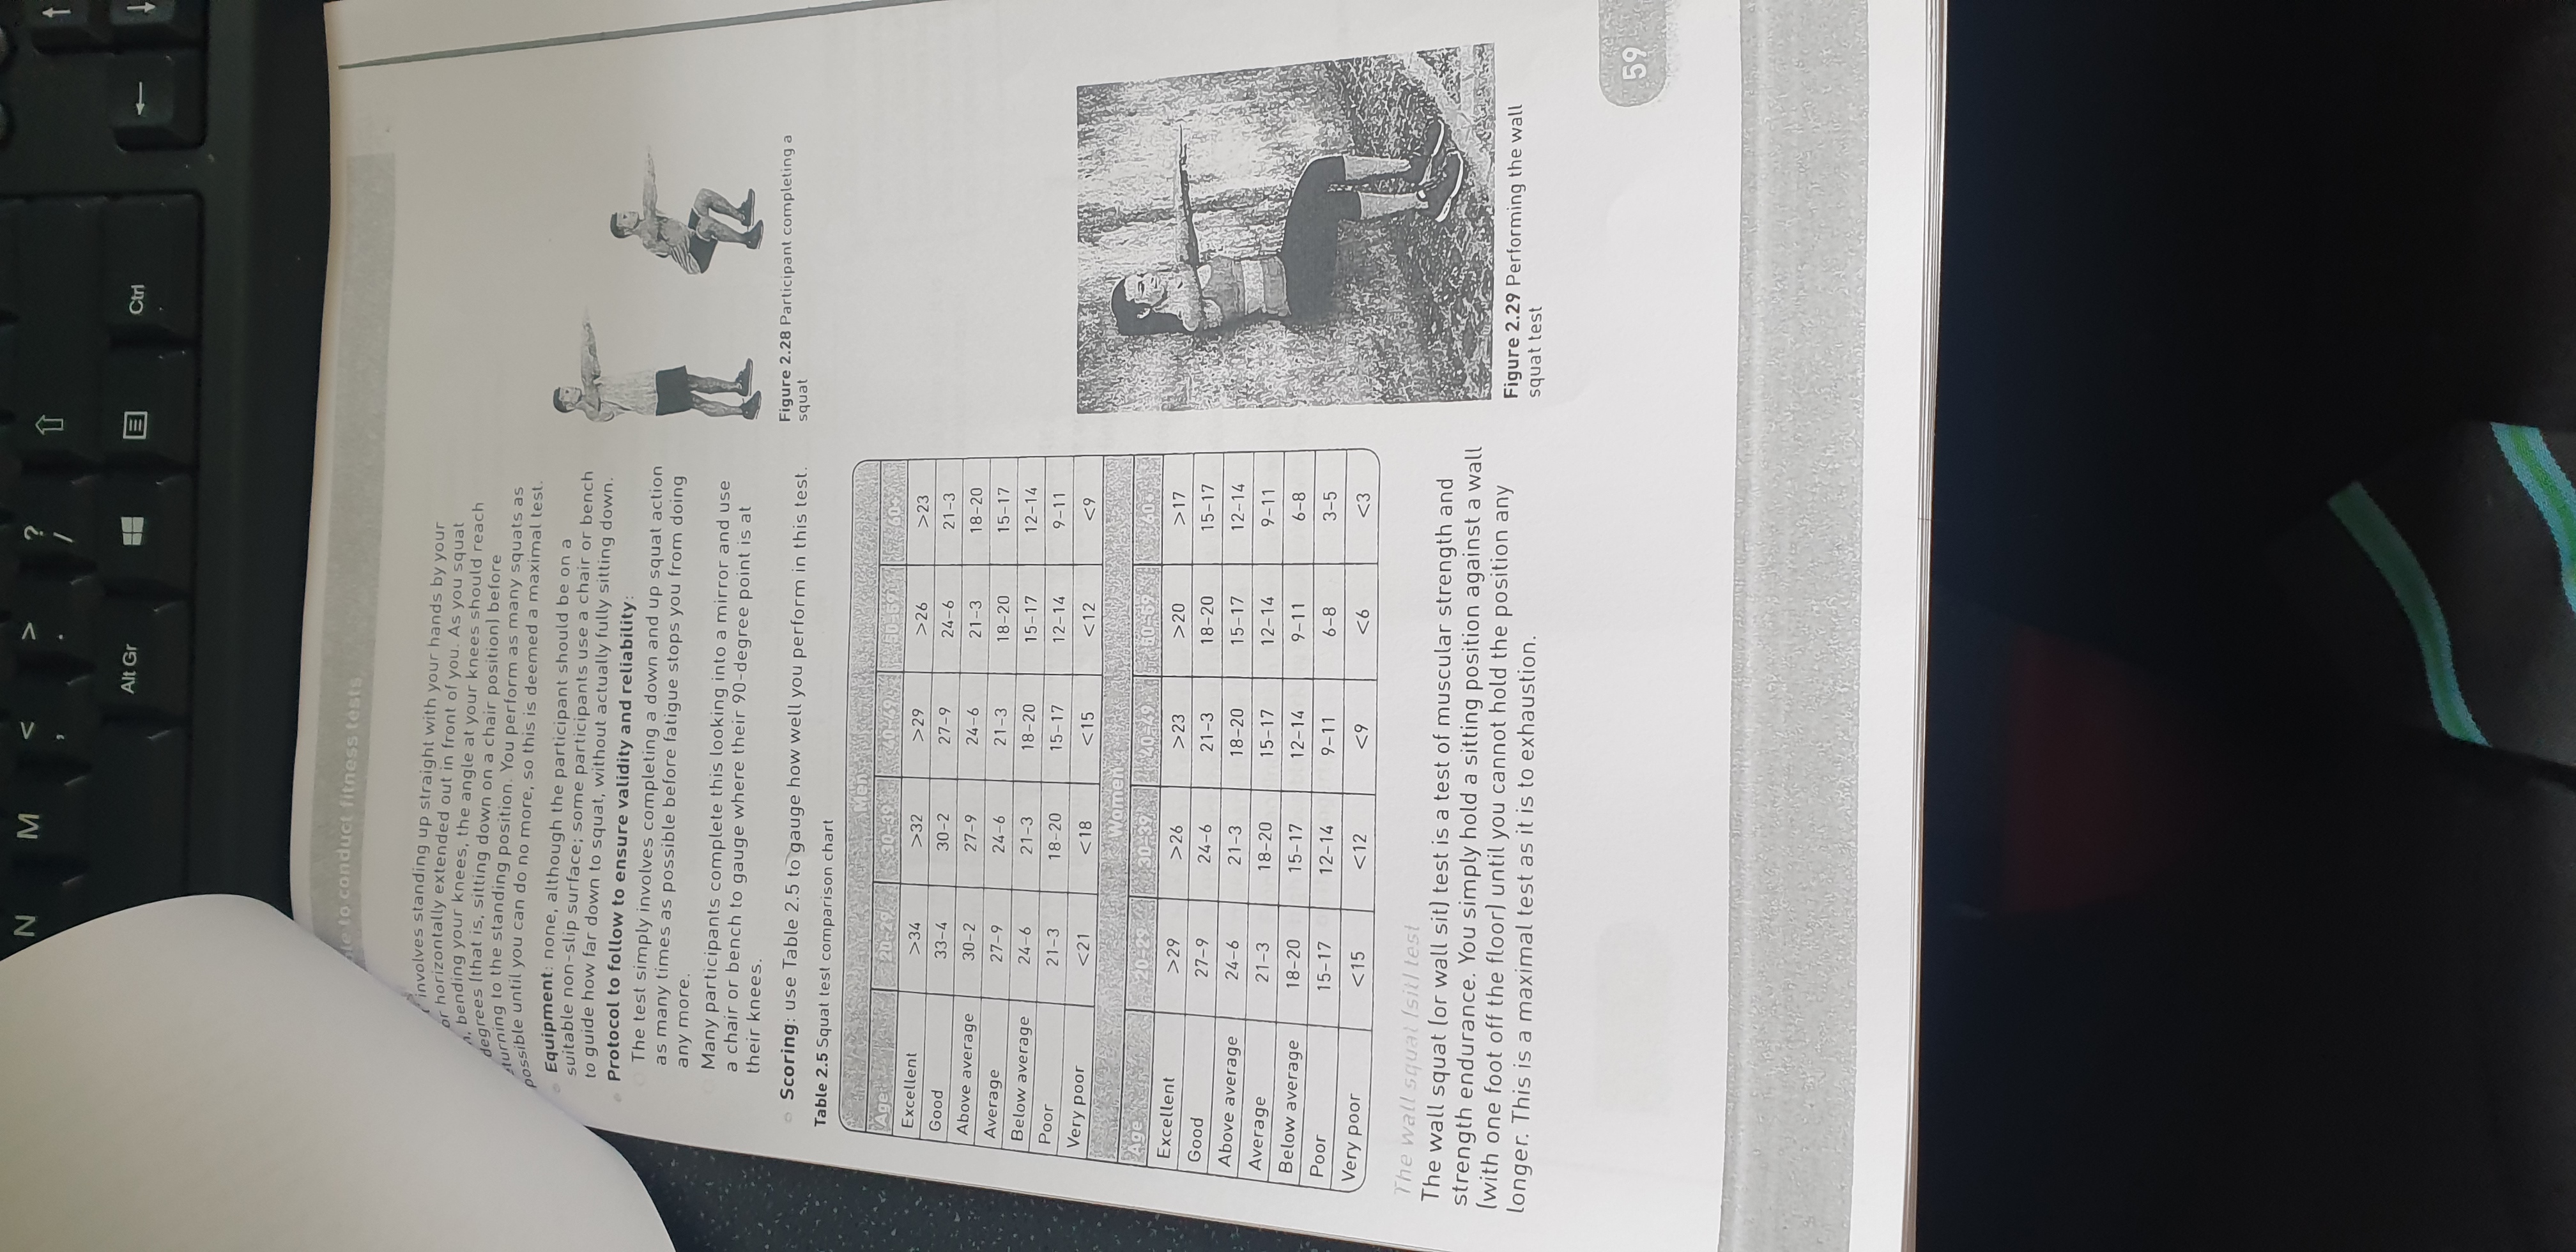 N M < , > . ? / ⇧
Alt Gr Ctrl ←
to conduct fitness tests
involves standing up straight with your hands by your
or horizontally extended out in front of you. As you squat
bending your knees, the angle at your knees should reach
degrees (that is, sitting down on a chair position) before
to the standing position. You perform as many squats as
possible until you can do no more, so this is deemed a maximal test.
Equipment: none, although the participant should be on a
suitable non-slip surface; some participants use a chair or bench
to guide how far down to squat, without actually fully sitting down.
Protocol to follow to ensure validity and reliability:
The test simply involves completing a down and up squat action
as many times as possible before fatigue stops you from doing
any more.
Many participants complete this looking into a mirror and use
a chair or bench to gauge where their 90-degree point is at
their knees.
Scoring: use Table 2.5 to gauge how well you perform in this test.
Figure 2.28 Participant completing a
squat
Table 2.5 Squat test comparison chart
Men
Age 20-29 30-39 40-49 50-59 60+
Excellent >34 >32 >29 >26 >23
Good 33-4 30-2 27-9 24-6 21-3
Above average 30-2 27-9 24-6 21-3 18-20
Average 27-9 24-6 21-3 18-20 15-17
Below average 24-6 21-3 18-20 15-17 12-14
Poor 21-3 18-20 15-17 12-14 9-11
Very poor <21 <18 <15 <12 <9
Women
Age 20-29 30-39 40-49 50-59 60+
Excellent >29 >26 >23 >20 >17
Good 27-9 24-6 21-3 18-20 15-17
Above average 24-6 21-3 18-20 15-17 12-14
Average 21-3 18-20 15-17 12-14 9-11
Below average 18-20 15-17 12-14 9-11 6-8
Poor 15-17 12-14 9-11 6-8 3-5
Very poor <15 <12 <9 <6 <3
The wall squat (sit) test
The wall squat (or wall sit) test is a test of muscular strength and
strength endurance. You simply hold a sitting position against a wall
(with one foot off the floor) until you cannot hold the position any
longer. This is a maximal test as it is to exhaustion.
Figure 2.29 Performing the wall
squat test
59